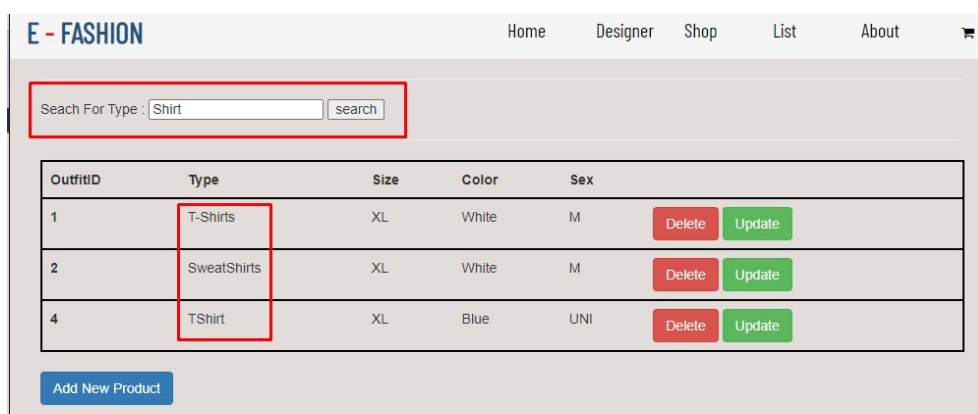 E - FASHION Home Designer Shop List About
Seach For Type : Shirt search
OutfitID Type Size Color Sex
1 T-Shirts XL White M Delete Update
2 SweatShirts XL White M Delete Update
4 TShirt XL Blue UNI Delete Update
Add New Product